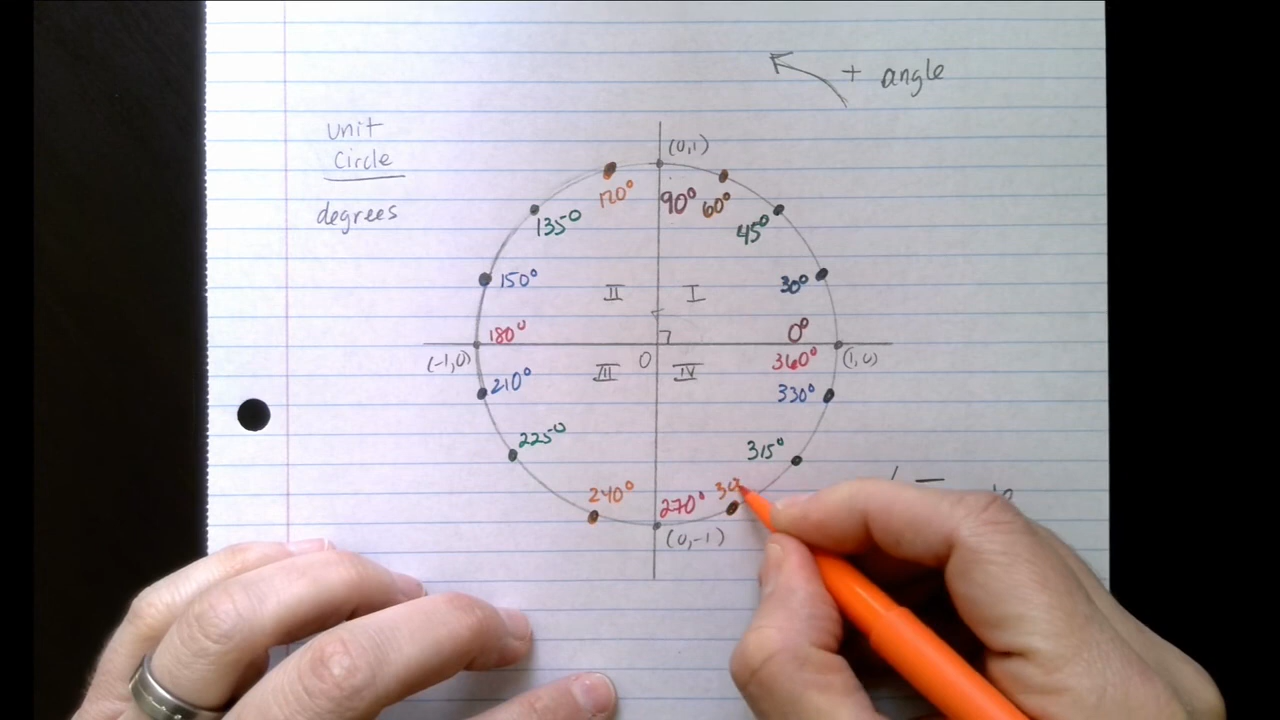 + angle
unit
Circle
degrees
(0,1)
120° 90° 60°
135° 45°
150° 30°
II I
180° 0°
(-1,0) 0 360° (1,0)
III IV
210° 330°
225° 315°
240° 270° 30
(0,-1)